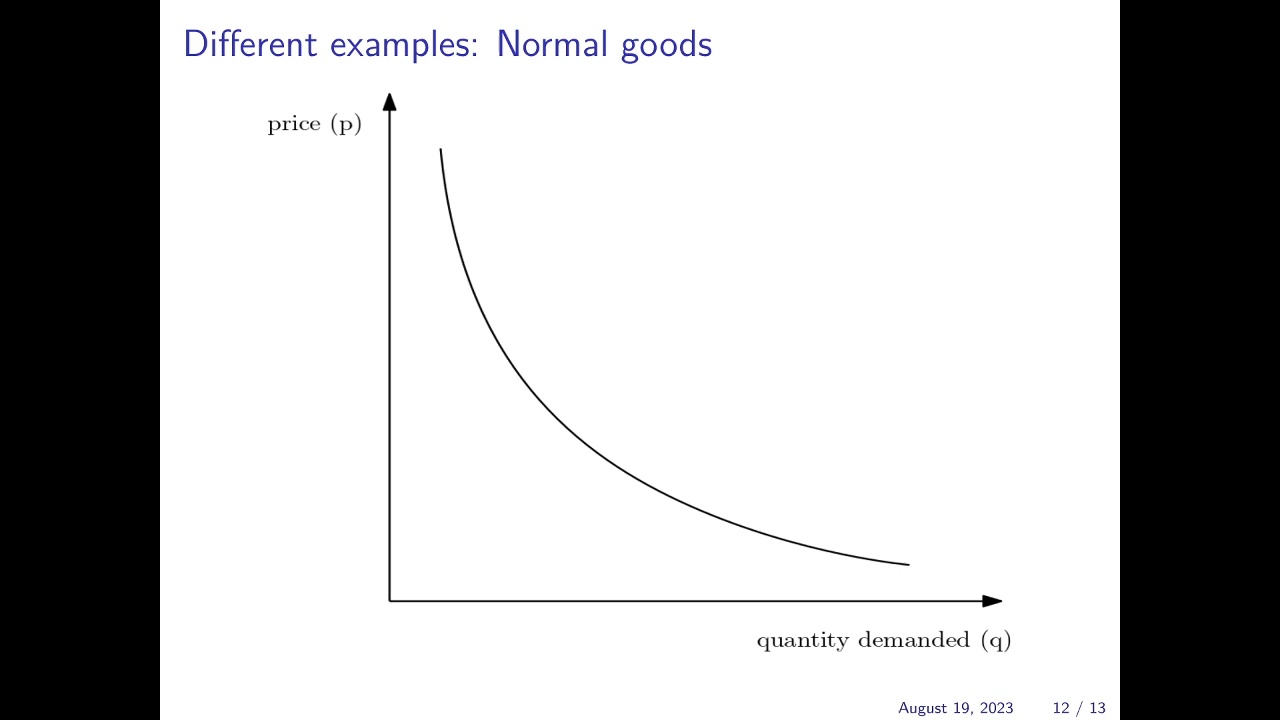 Different examples: Normal goods
price (p)
quantity demanded (q)
August 19, 2023 12 / 13